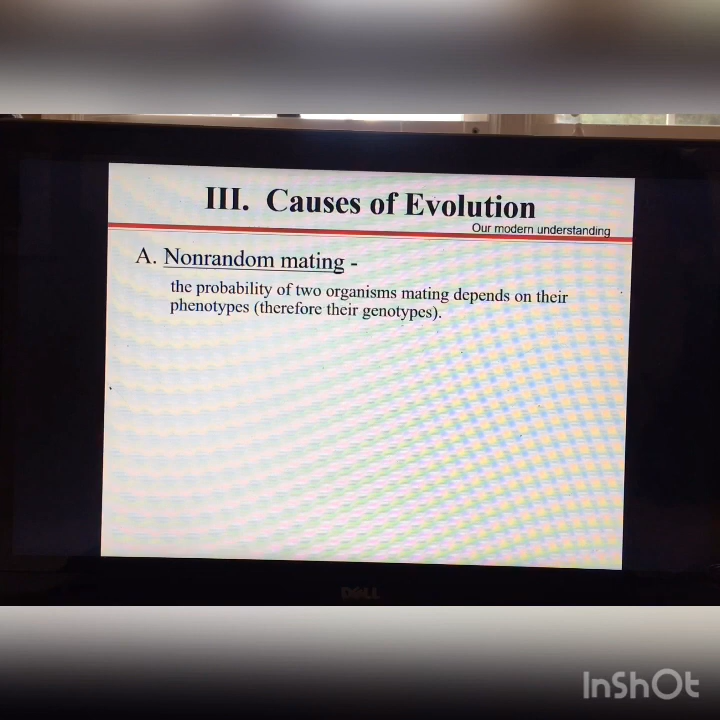 III. Causes of Evolution
Our modern understanding
A. Nonrandom mating -
the probability of two organisms mating depends on their
phenotypes (therefore their genotypes).
DELL
InShOt